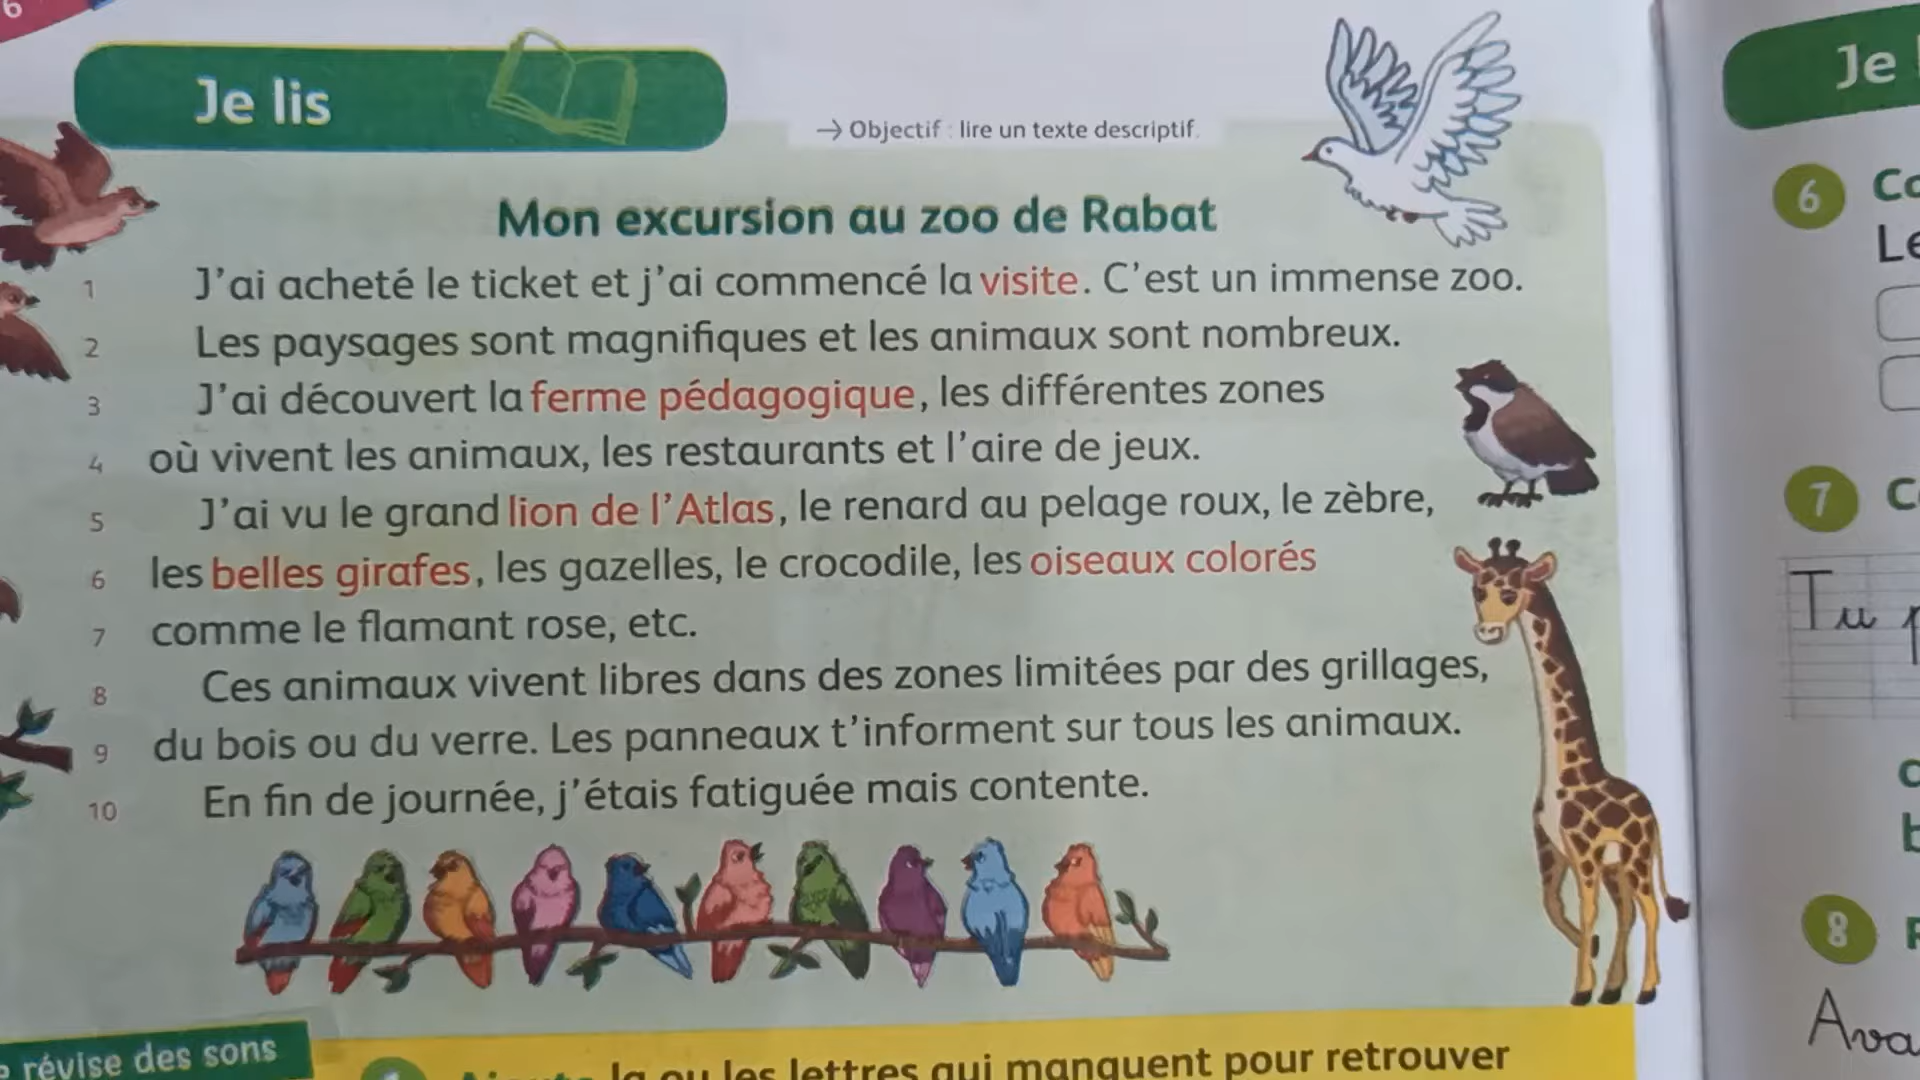 6
Je lis
→ Objectif : lire un texte descriptif.
Mon excursion au zoo de Rabat
1 J'ai acheté le ticket et j'ai commencé la visite. C'est un immense zoo.
2 Les paysages sont magnifiques et les animaux sont nombreux.
3 J'ai découvert la ferme pédagogique, les différentes zones
4 où vivent les animaux, les restaurants et l'aire de jeux.
5 J'ai vu le grand lion de l'Atlas, le renard au pelage roux, le zèbre,
6 les belles girafes, les gazelles, le crocodile, les oiseaux colorés
7 comme le flamant rose, etc.
8 Ces animaux vivent libres dans des zones limitées par des grillages,
9 du bois ou du verre. Les panneaux t'informent sur tous les animaux.
10 En fin de journée, j'étais fatiguée mais contente.
révise des sons
la ou les lettres qui manquent pour retrouver
Je
6
7
Tu
8